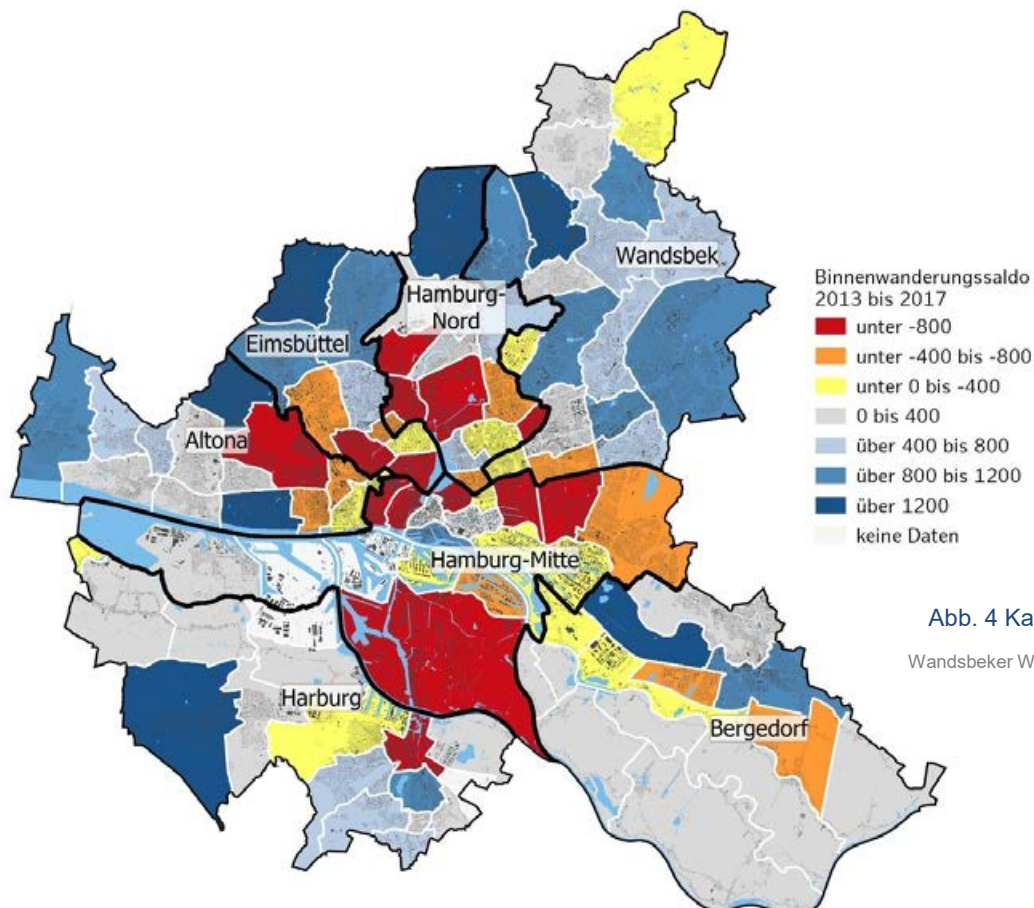 Wandsbek
Hamburg-
Nord
Eimsbüttel
Altona
Hamburg-Mitte
Harburg
Bergedorf
Binnenwanderungssaldo
2013 bis 2017
unter -800
unter -400 bis -800
unter 0 bis -400
0 bis 400
über 400 bis 800
über 800 bis 1200
über 1200
keine Daten
Abb. 4 Ka
Wandsbeker W